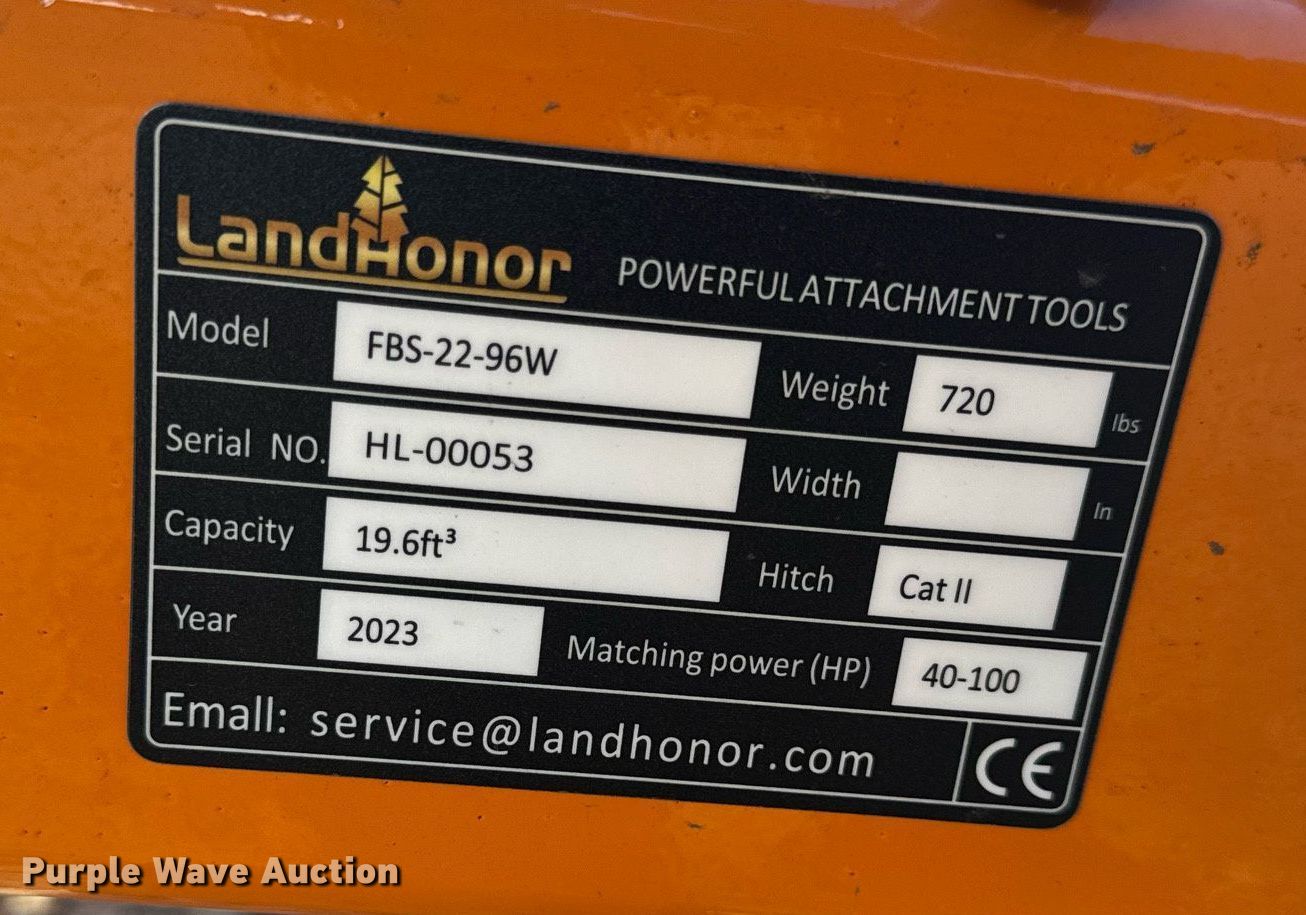 LandHonor POWERFUL ATTACHMENT TOOLS
Model FBS-22-96W Weight 720 lbs
Serial NO. HL-00053 Width In
Capacity 19.6ft³ Hitch Cat II
Year 2023 Matching power (HP) 40-100
Emall: service@landhonor.com CE
Purple Wave Auction